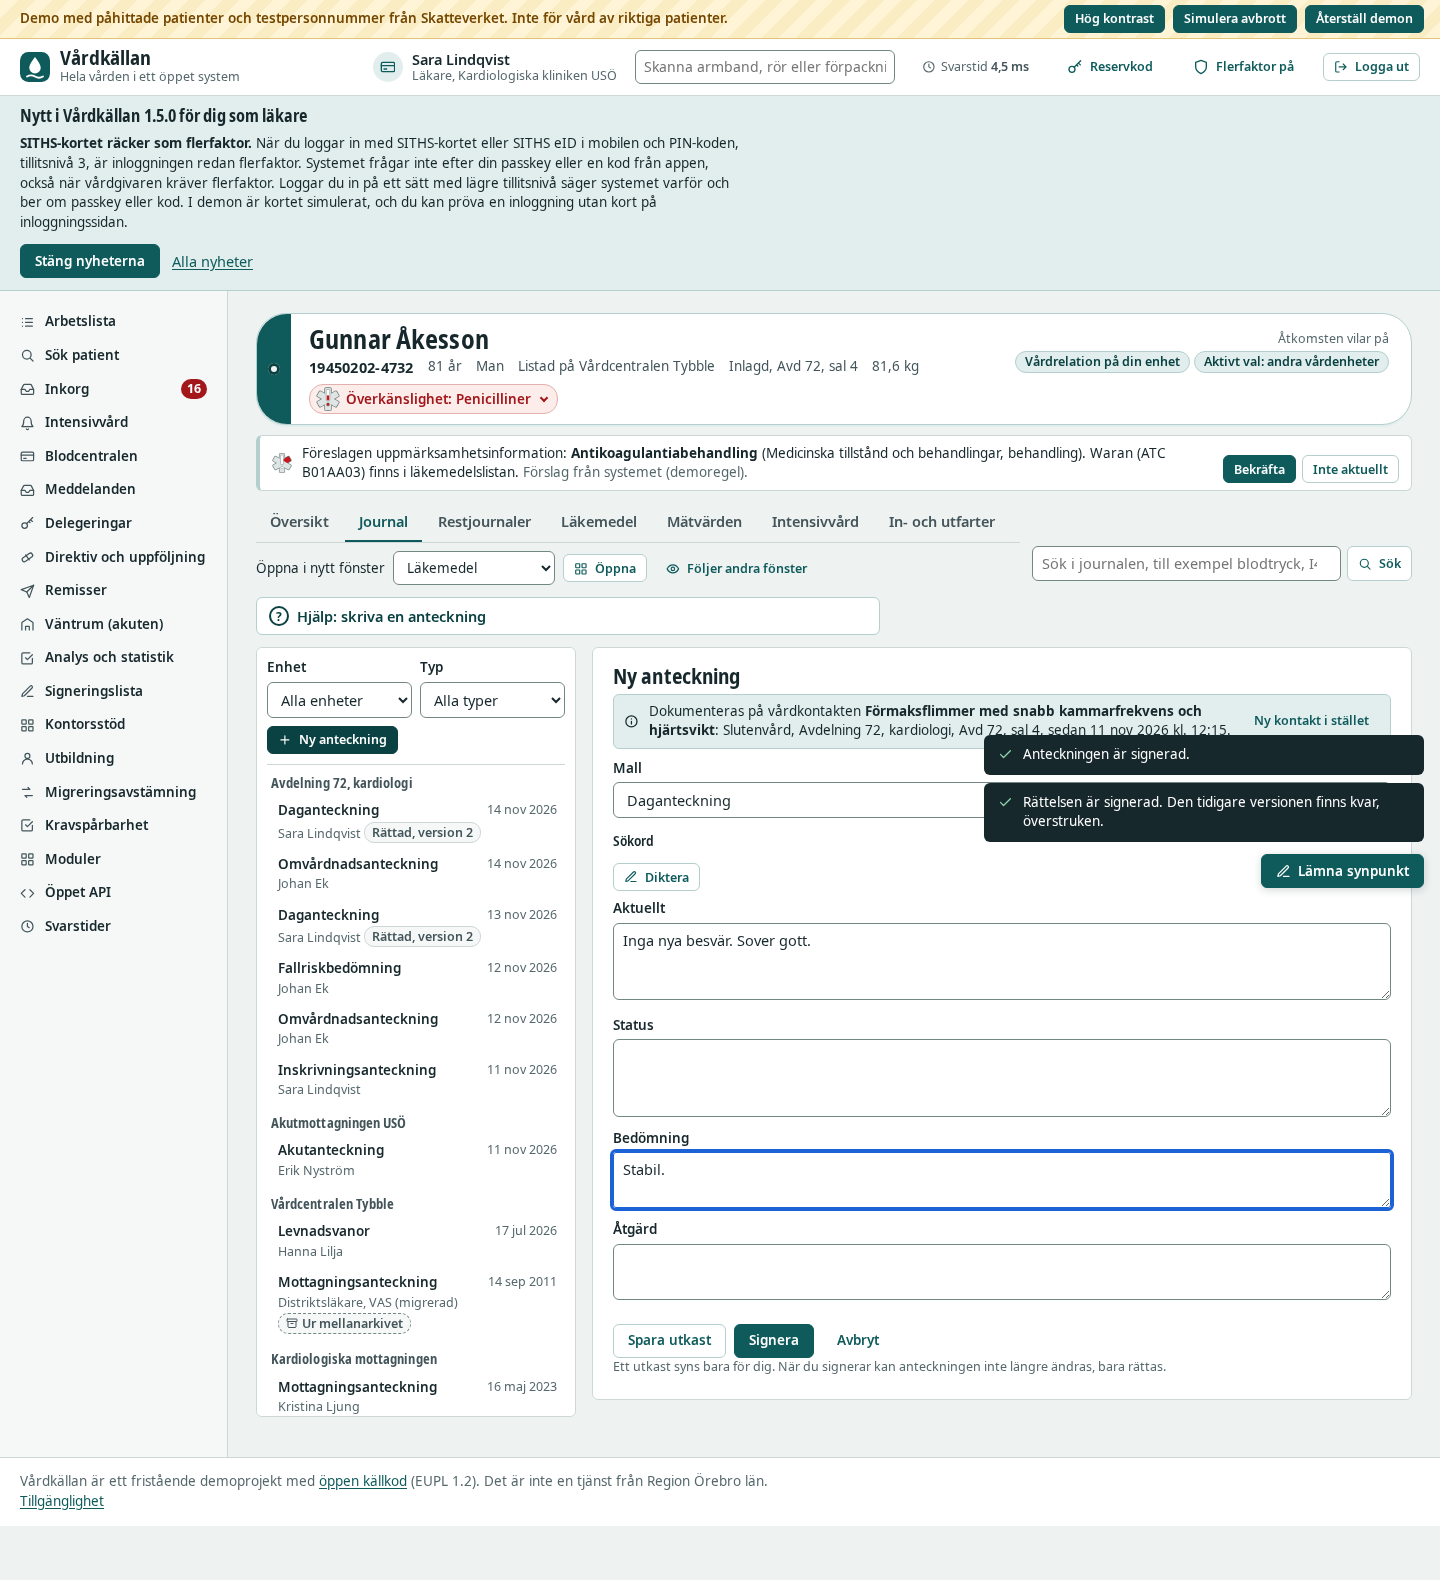 Demo med påhittade patienter och testpersonnummer från Skatteverket. Inte för vård av riktiga patienter.
Hög kontrast
Simulera avbrott
Återställ demon
Vårdkällan
Hela vården i ett öppet system
Sara Lindqvist
Läkare, Kardiologiska kliniken USÖ
Skanna armband, rör eller förpackni
Svarstid 4,5 ms
Reservkod
Flerfaktor på
Logga ut
Nytt i Vårdkällan 1.5.0 för dig som läkare
SITHS-kortet räcker som flerfaktor. När du loggar in med SITHS-kortet eller SITHS eID i mobilen och PIN-koden,
tillitsnivå 3, är inloggningen redan flerfaktor. Systemet frågar inte efter din passkey eller en kod från appen,
också när vårdgivaren kräver flerfaktor. Loggar du in på ett sätt med lägre tillitsnivå säger systemet varför och
ber om passkey eller kod. I demon är kortet simulerat, och du kan pröva en inloggning utan kort på
inloggningssidan.
Stäng nyheterna
Alla nyheter
Arbetslista
Sök patient
Inkorg
16
Intensivvård
Blodcentralen
Meddelanden
Delegeringar
Direktiv och uppföljning
Remisser
Väntrum (akuten)
Analys och statistik
Signeringslista
Kontorsstöd
Utbildning
Migreringsavstämning
Kravspårbarhet
Moduler
Öppet API
Svarstider
Gunnar Åkesson
19450202-4732
81 år
Man
Listad på Vårdcentralen Tybble
Inlagd, Avd 72, sal 4
81,6 kg
Överkänslighet: Penicilliner
Åtkomsten vilar på
Vårdrelation på din enhet
Aktivt val: andra vårdenheter
Föreslagen uppmärksamhetsinformation: Antikoagulantiabehandling (Medicinska tillstånd och behandlingar, behandling). Waran (ATC
B01AA03) finns i läkemedelslistan. Förslag från systemet (demoregel).
Bekräfta
Inte aktuellt
Översikt
Journal
Restjournaler
Läkemedel
Mätvärden
Intensivvård
In- och utfarter
Öppna i nytt fönster
Läkemedel
Öppna
Följer andra fönster
Sök i journalen, till exempel blodtryck, I4
Sök
? Hjälp: skriva en anteckning
Enhet
Typ
Alla enheter
Alla typer
Ny anteckning
Avdelning 72, kardiologi
Daganteckning
14 nov 2026
Sara Lindqvist
Rättad, version 2
Omvårdnadsanteckning
14 nov 2026
Johan Ek
Daganteckning
13 nov 2026
Sara Lindqvist
Rättad, version 2
Fallriskbedömning
12 nov 2026
Johan Ek
Omvårdnadsanteckning
12 nov 2026
Johan Ek
Inskrivningsanteckning
11 nov 2026
Sara Lindqvist
Akutmottagningen USÖ
Akutanteckning
11 nov 2026
Erik Nyström
Vårdcentralen Tybble
Levnadsvanor
17 jul 2026
Hanna Lilja
Mottagningsanteckning
14 sep 2011
Distriktsläkare, VAS (migrerad)
Ur mellanarkivet
Kardiologiska mottagningen
Mottagningsanteckning
16 maj 2023
Kristina Ljung
Ny anteckning
Dokumenteras på vårdkontakten Förmaksflimmer med snabb kammarfrekvens och
hjärtsvikt: Slutenvård, Avdelning 72, kardiologi, Avd 72, sal 4, sedan 11 nov 2026 kl. 12:15.
Ny kontakt i stället
Anteckningen är signerad.
Rättelsen är signerad. Den tidigare versionen finns kvar,
överstruken.
Mall
Daganteckning
Sökord
Diktera
Lämna synpunkt
Aktuellt
Inga nya besvär. Sover gott.
Status
Bedömning
Stabil.
Åtgärd
Spara utkast
Signera
Avbryt
Ett utkast syns bara för dig. När du signerar kan anteckningen inte längre ändras, bara rättas.
Vårdkällan är ett fristående demoprojekt med öppen källkod (EUPL 1.2). Det är inte en tjänst från Region Örebro län.
Tillgänglighet